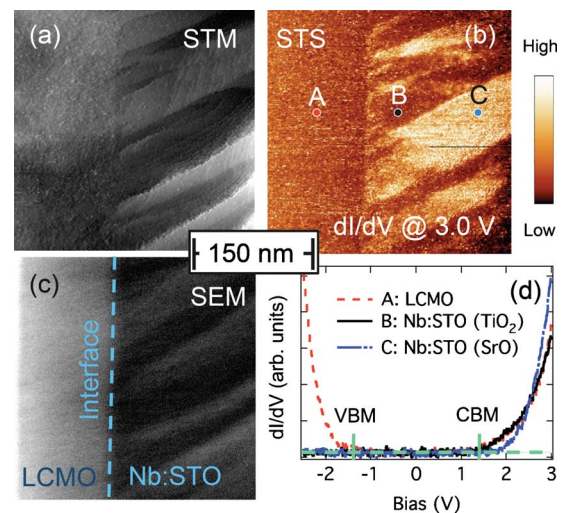 (a) STM
STS (b)
High
A B C
dI/dV @ 3.0 V
Low
150 nm
(c) SEM
Interface
LCMO Nb:STO
(d)
A: LCMO
B: Nb:STO (TiO₂)
C: Nb:STO (SrO)
VBM CBM
dI/dV (arb. units)
-2 -1 0 1 2 3
Bias (V)